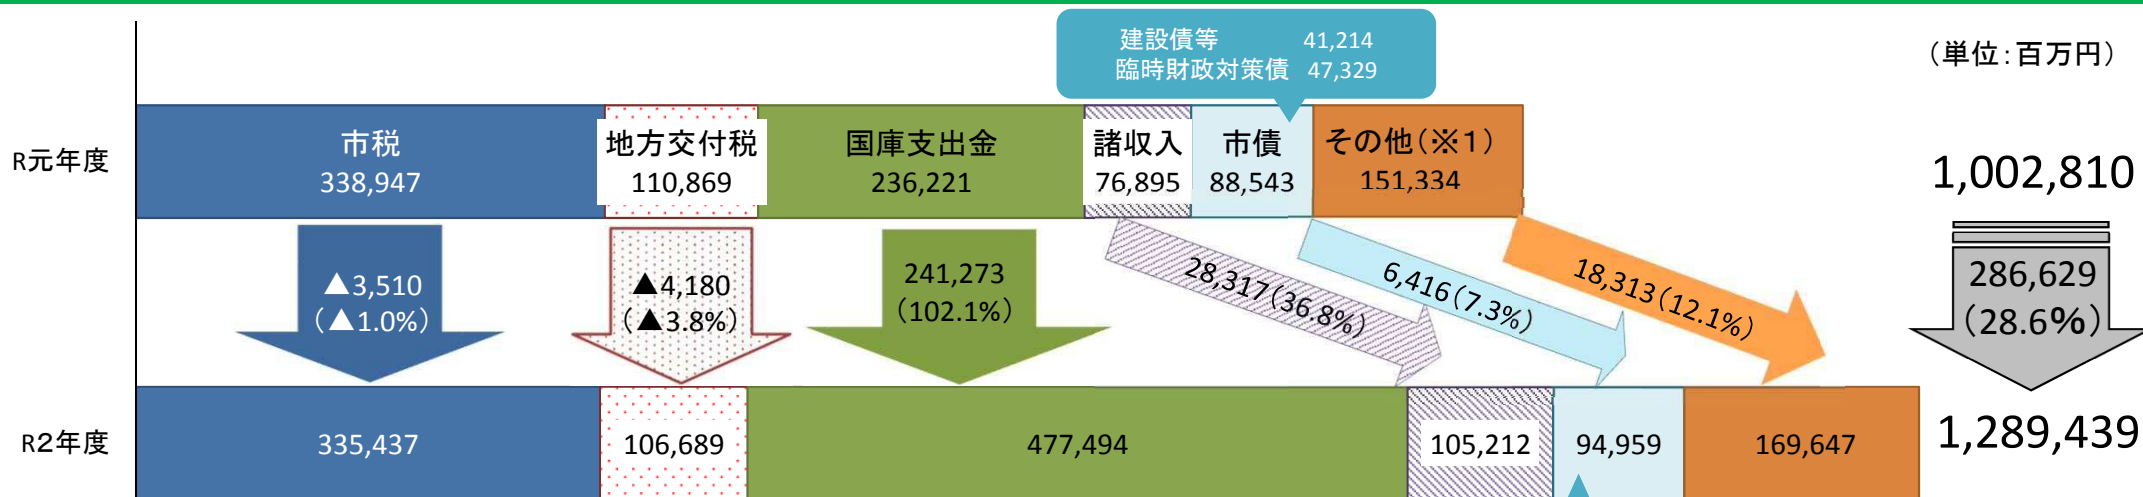 建設債等 41,214
臨時財政対策債 47,329
（単位：百万円）
R元年度
市税
338,947
地方交付税
110,869
国庫支出金
236,221
諸収入
76,895
市債
88,543
その他（※1）
151,334
1,002,810
▲3,510
（▲1.0%）
▲4,180
（▲3.8%）
241,273
（102.1%）
28,317（36.8%）
6,416（7.3%）
18,313（12.1%）
286,629
（28.6%）
R2年度
335,437
106,689
477,494
105,212
94,959
169,647
1,289,439